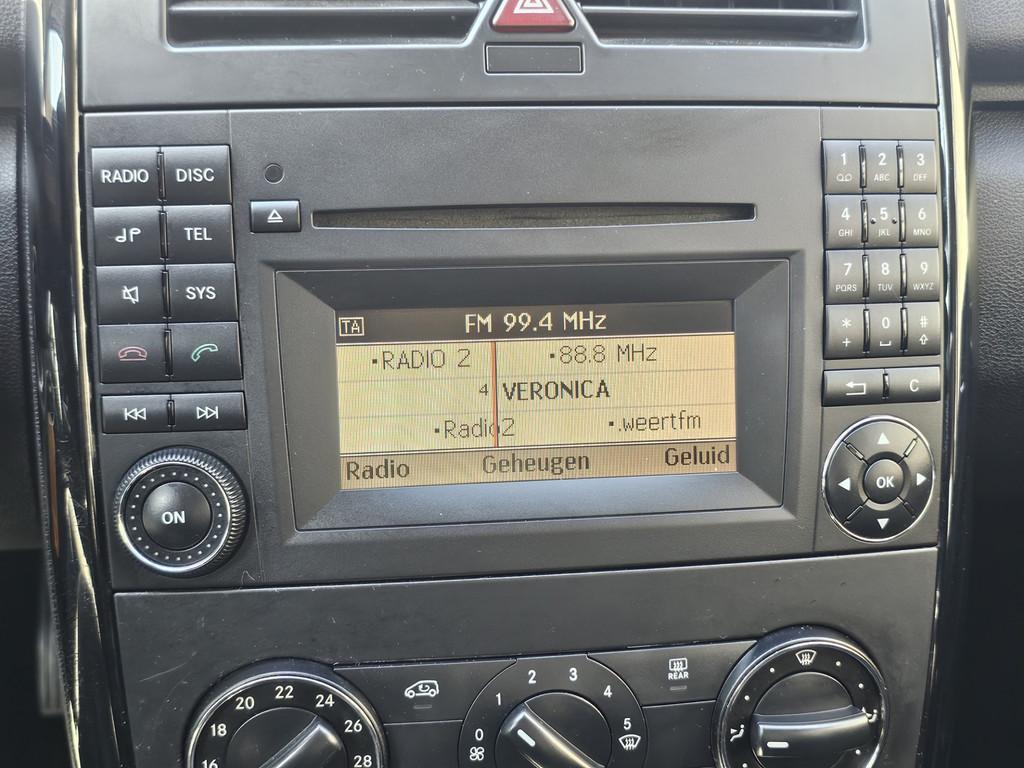 RADIO DISC
TEL
SYS
ON
TA FM 99.4 MHz
RADIO 2 88.8 MHz
4 VERONICA
Radio2 .weertfm
Radio Geheugen Geluid
1 2 ABC 3 DEF
4 GHI 5 JKL 6 MNO
7 PQRS 8 TUV 9 WXYZ
* + 0 #
C
OK
16 18 20 22 24 26 28
0 1 2 3 4 5
REAR